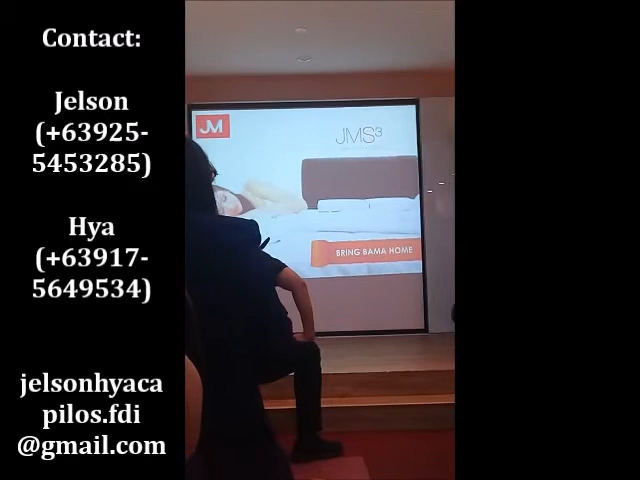 Contact:
Jelson
(+63925-
5453285)
Hya
(+63917-
5649534)
jelsonhyaca
pilos.fdi
@gmail.com
JM
JMS³
BRING BAMA HOME